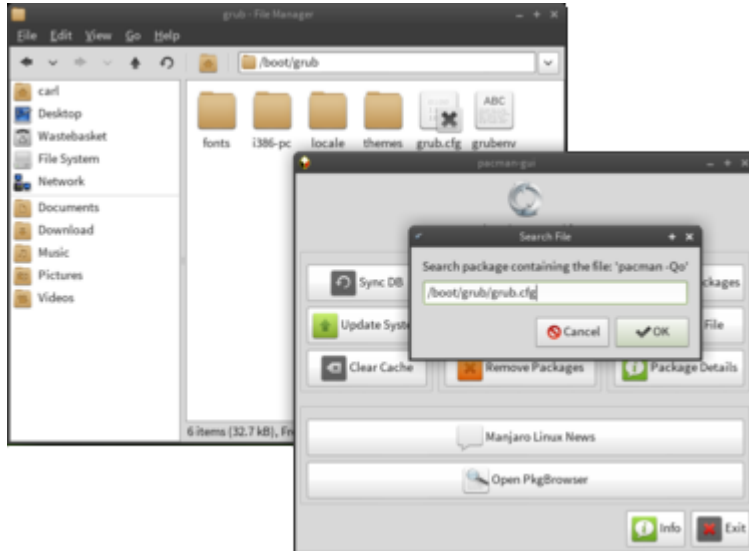 grub - File Manager
File Edit View Go Help
/boot/grub
carl
Desktop
Wastebasket
File System
Network
Documents
Download
Music
Pictures
Videos
fonts i386-pc locale themes grub.cfg grubenv
ABC
6 items (32.7 kB), Fr
pacman-gui
Search File
Search package containing the file: 'pacman -Qo'
/boot/grub/grub.cfg
Cancel OK
Sync DB ckages
Update Syste File
Clear Cache Remove Packages Package Details
Manjaro Linux News
Open PkgBrowser
Info Exit